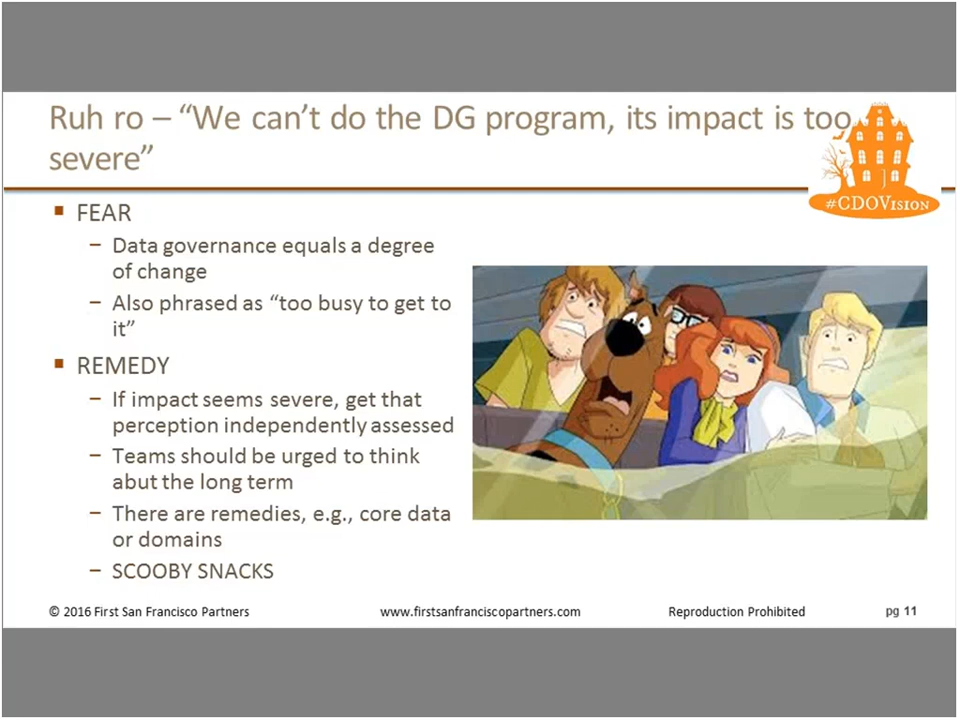 Ruh ro – “We can’t do the DG program, its impact is too
severe”
#CDOVision
▪ FEAR
– Data governance equals a degree
of change
– Also phrased as “too busy to get to
it”
▪ REMEDY
– If impact seems severe, get that
perception independently assessed
– Teams should be urged to think
abut the long term
– There are remedies, e.g., core data
or domains
– SCOOBY SNACKS
© 2016 First San Francisco Partners www.firstsanfranciscopartners.com Reproduction Prohibited pg 11